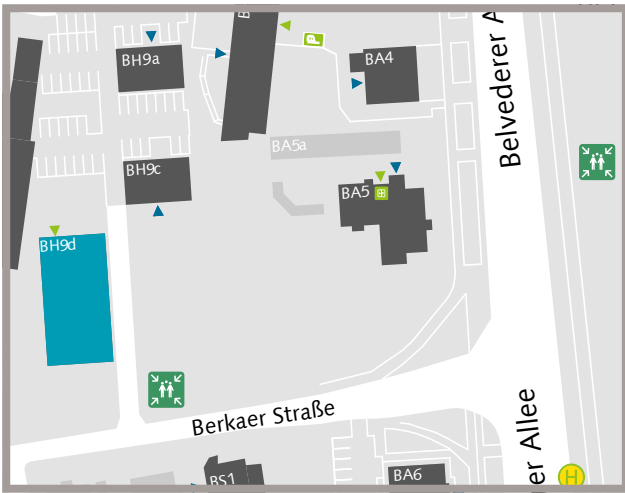 BH9a
P
BA4
Belvederer A
BA5a
BH9c
BA5
BH9d
Berkaer Straße
er Allee
BS1
BA6
H